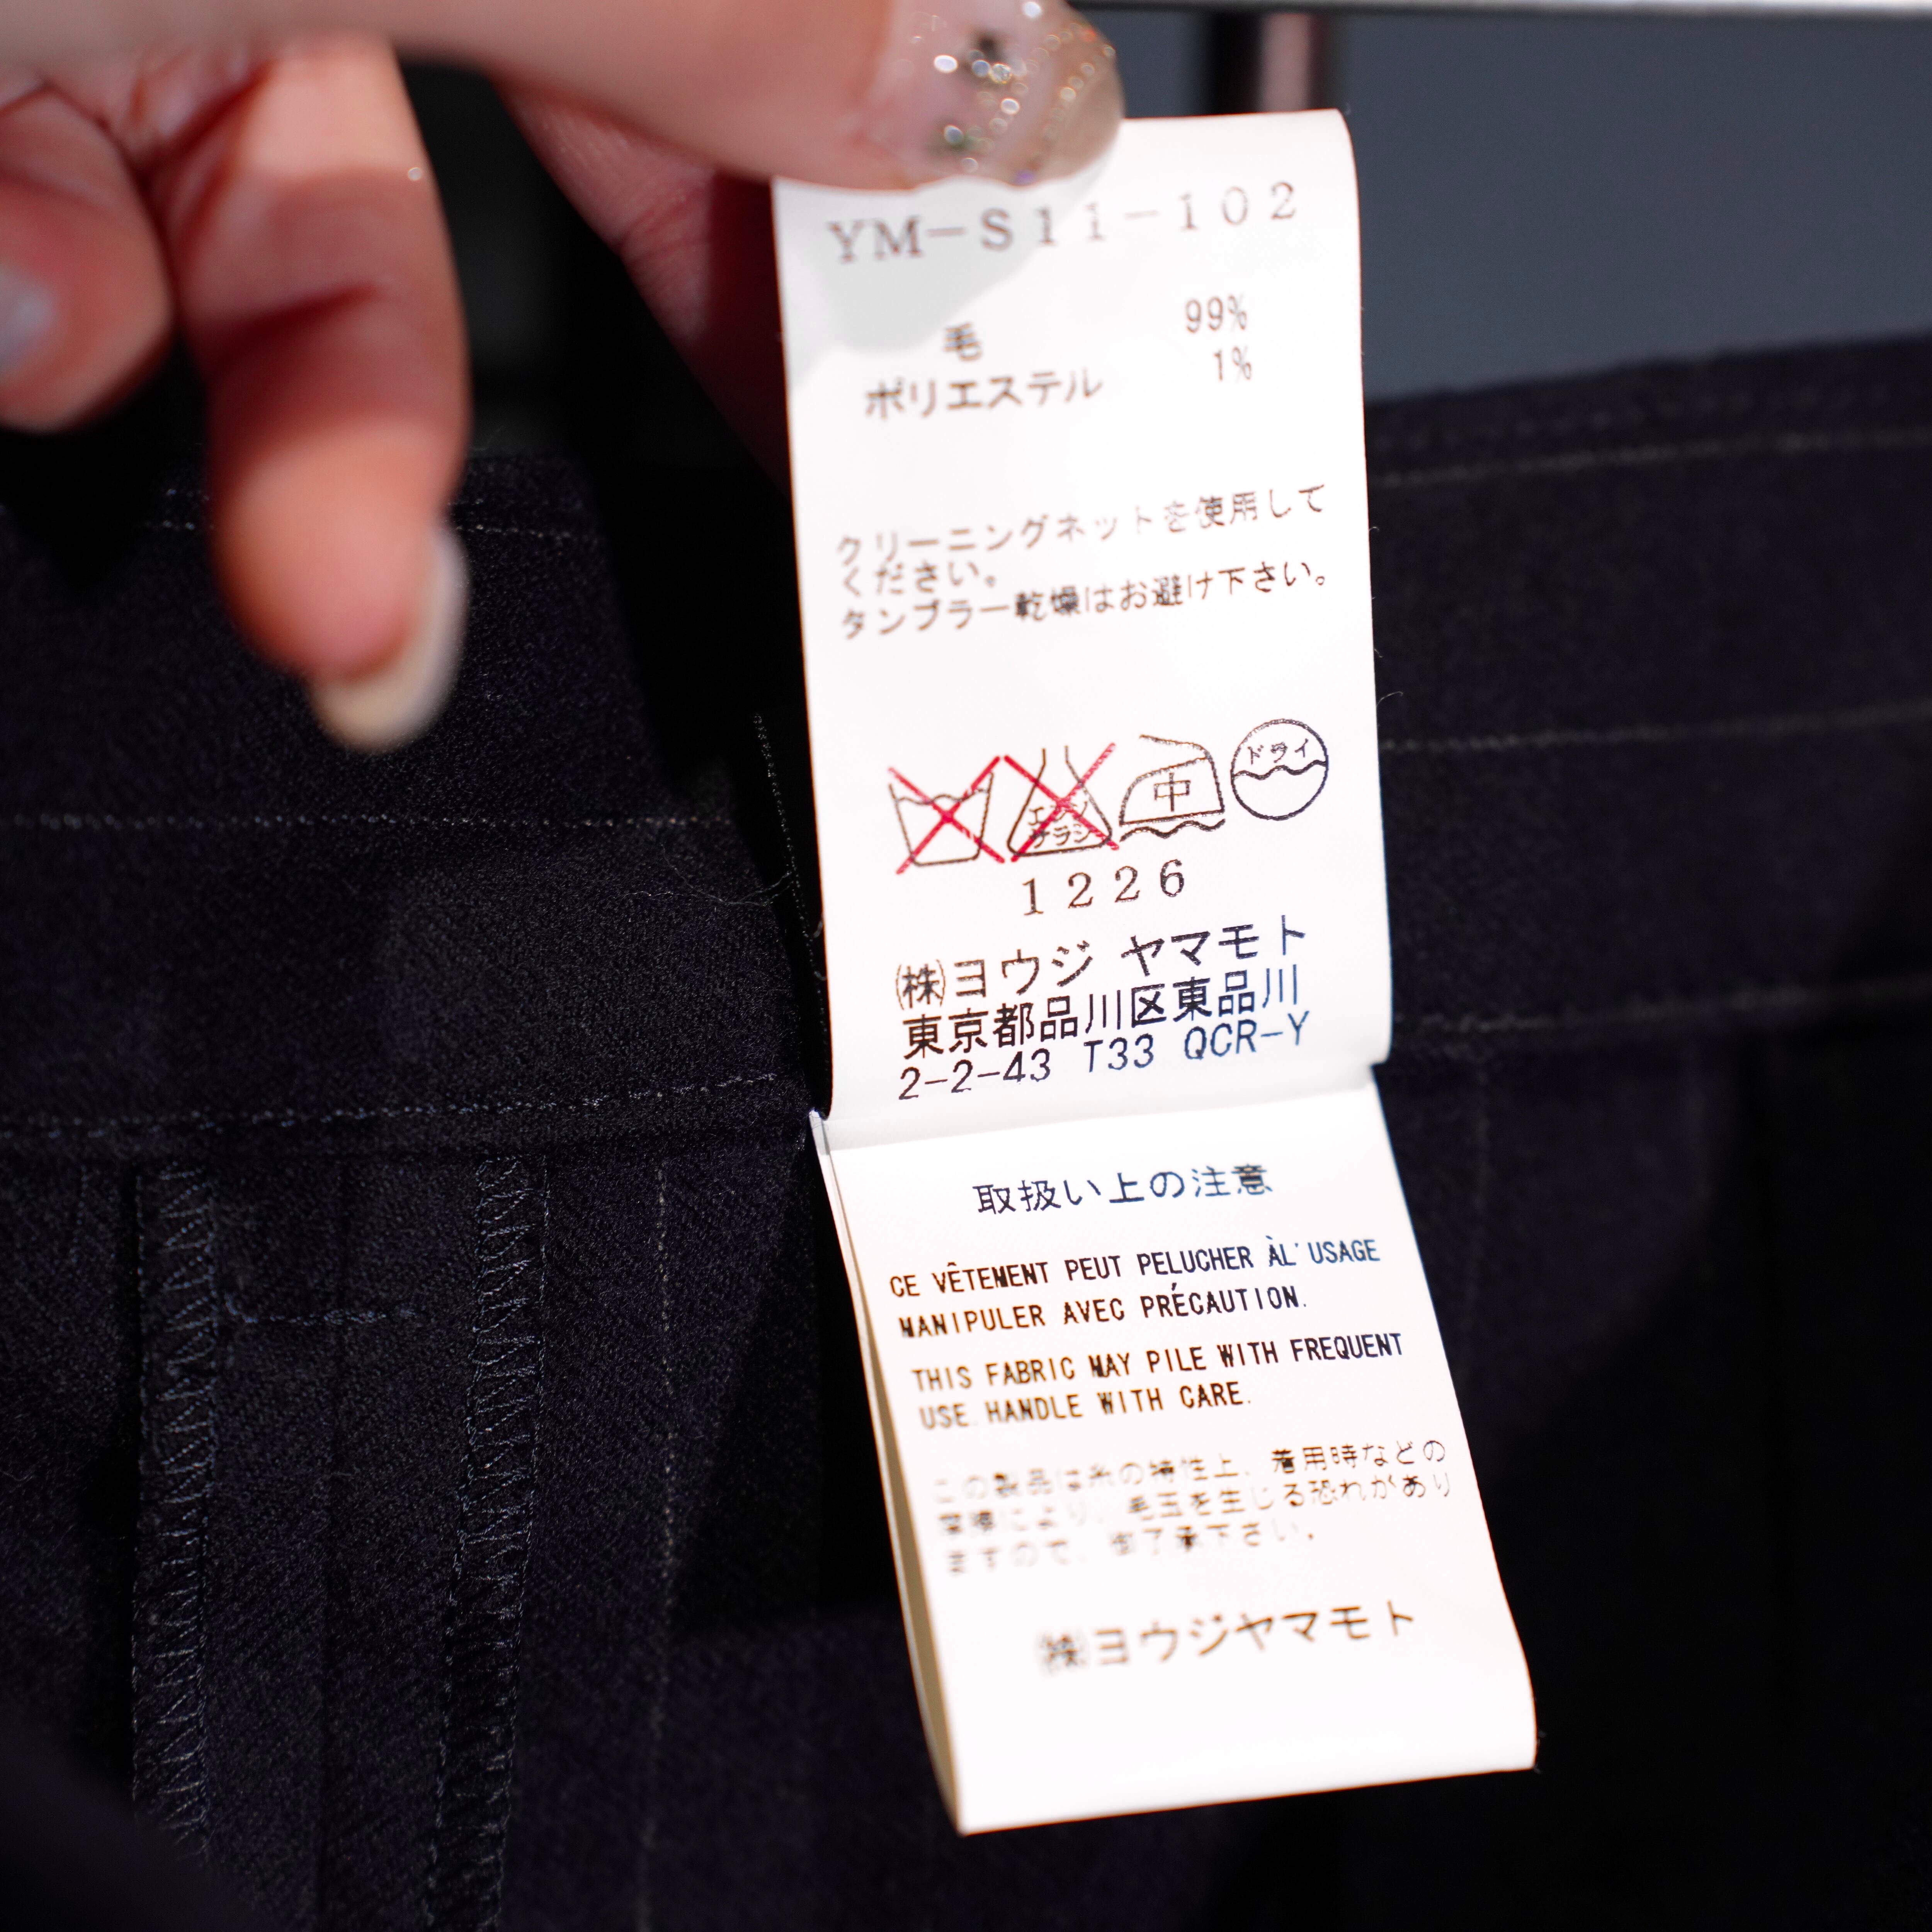 YM-S11-102
毛 99%
ポリエステル 1%
クリーニングネットを使用して
ください。
タンブラー乾燥はお避け下さい。
エンソ
サラシ
中
ドライ
1226
㈱ヨウジ ヤマモト
東京都品川区東品川
2-2-43 T33 QCR-Y
取扱い上の注意
CE VÊTEMENT PEUT PELUCHER ÀL'USAGE
MANIPULER AVEC PRÉCAUTION.
THIS FABRIC MAY PILE WITH FREQUENT
USE.HANDLE WITH CARE.
この製品は糸の特性上、着用時などの
摩擦により、毛玉を生じる恐れがあり
ますので、御了承下さい。
㈱ヨウジヤマモト